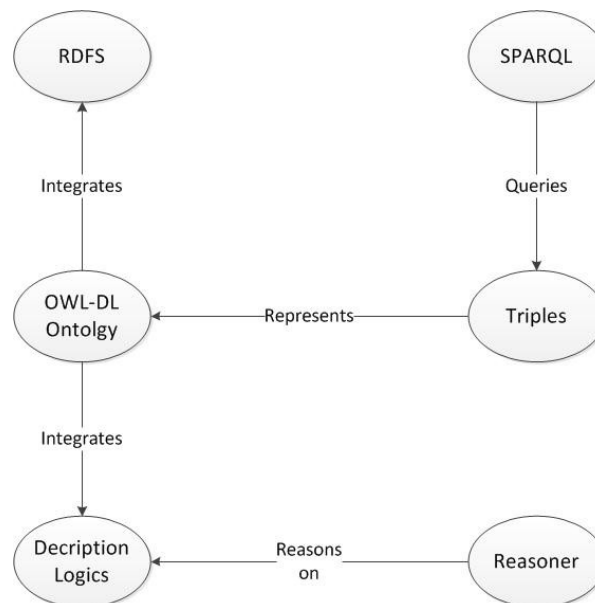 RDFS
SPARQL
Integrates
Queries
OWL-DL
Ontolgy
Represents
Triples
Integrates
Decription
Logics
Reasons
on
Reasoner